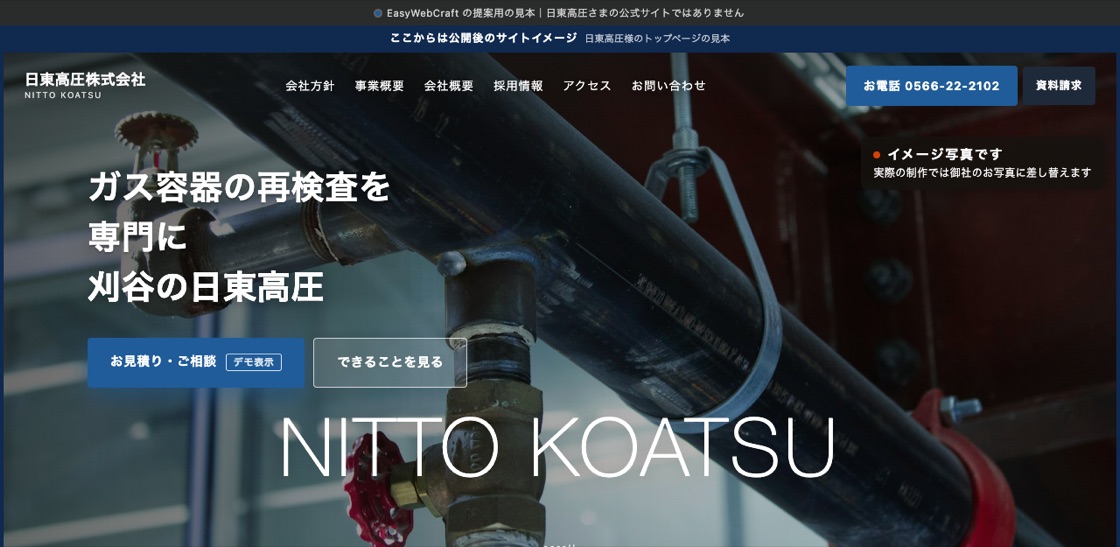 EasyWebCraft の提案用の見本｜日東高圧さまの公式サイトではありません
ここからは公開後のサイトイメージ 日東高圧様のトップページの見本
日東高圧株式会社
NITTO KOATSU
会社方針 事業概要 会社概要 採用情報 アクセス お問い合わせ
お電話 0566-22-2102
資料請求
イメージ写真です
実際の制作では御社のお写真に差し替えます
ガス容器の再検査を
専門に
刈谷の日東高圧
お見積り・ご相談 デモ表示
できることを見る
NITTO KOATSU